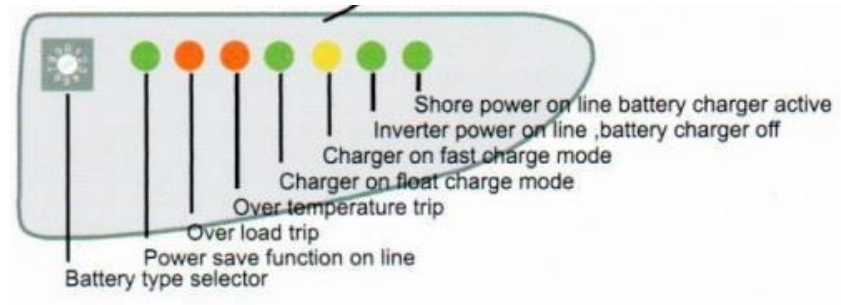 Shore power on line battery charger active
Inverter power on line ,battery charger off
Charger on fast charge mode
Charger on float charge mode
Over temperature trip
Over load trip
Power save function on line
Battery type selector